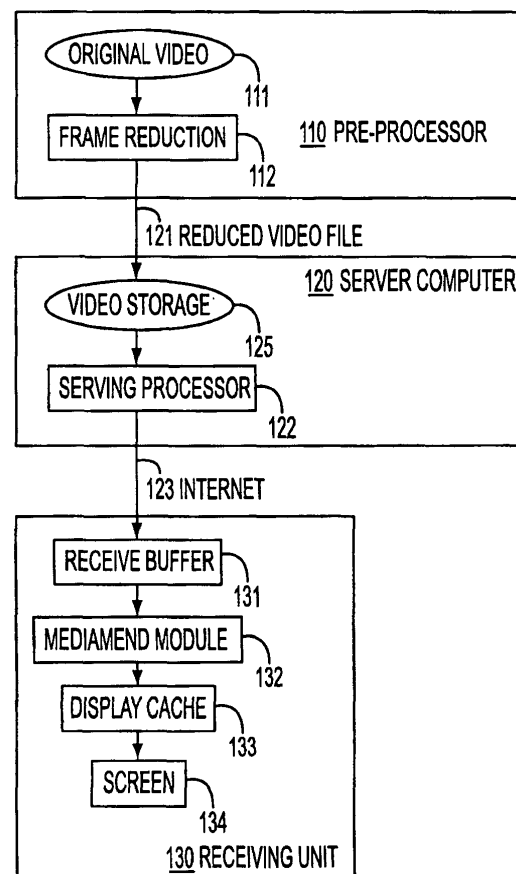 ORIGINAL VIDEO
111
FRAME REDUCTION
112
110 PRE-PROCESSOR
121 REDUCED VIDEO FILE
120 SERVER COMPUTER
VIDEO STORAGE
125
SERVING PROCESSOR
122
123 INTERNET
RECEIVE BUFFER
131
MEDIAMEND MODULE
132
DISPLAY CACHE
133
SCREEN
134
130 RECEIVING UNIT